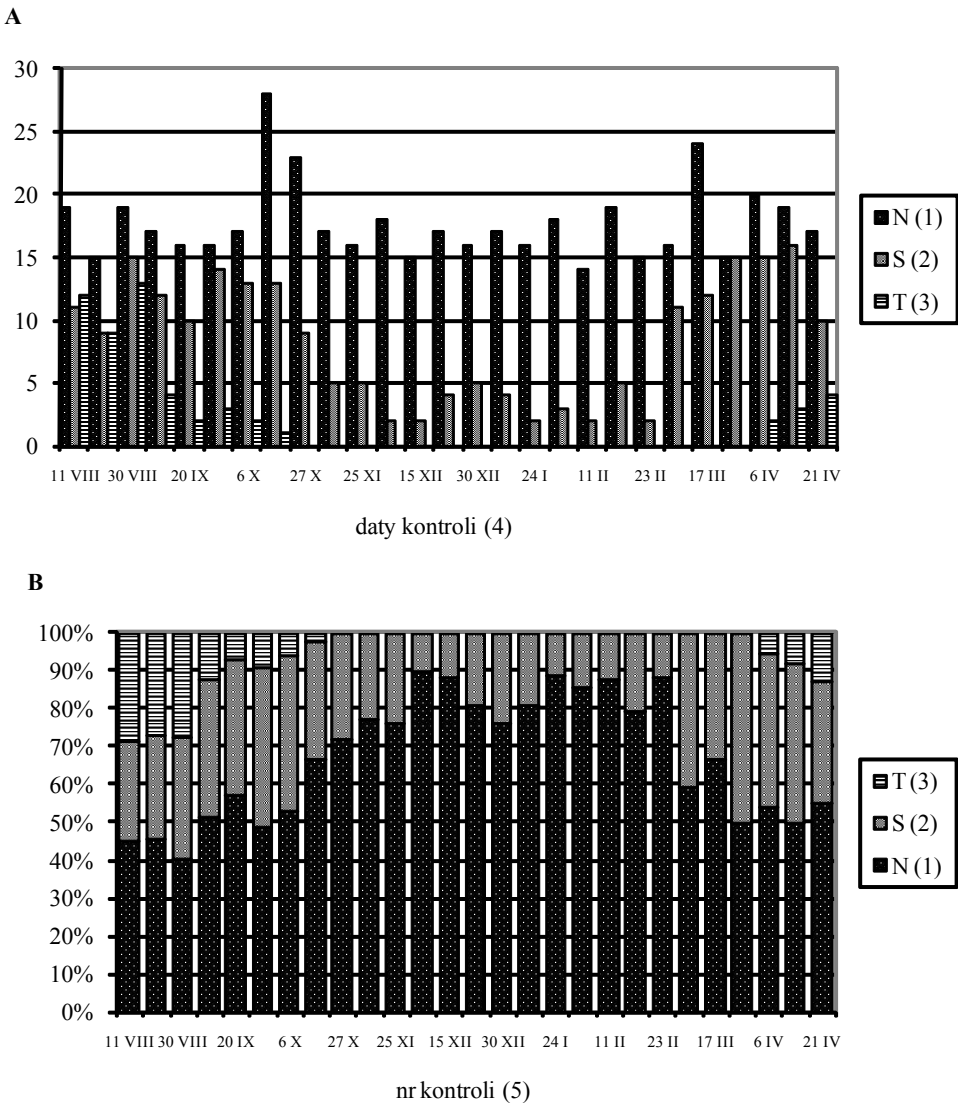 A
30
25
20
15
10
5
0
11 VIII 30 VIII 20 IX 6 X 27 X 25 XI 15 XII 30 XII 24 I 11 II 23 II 17 III 6 IV 21 IV
daty kontroli (4)
N (1)
S (2)
T (3)
B
100%
90%
80%
70%
60%
50%
40%
30%
20%
10%
0%
11 VIII 30 VIII 20 IX 6 X 27 X 25 XI 15 XII 30 XII 24 I 11 II 23 II 17 III 6 IV 21 IV
nr kontroli (5)
T (3)
S (2)
N (1)